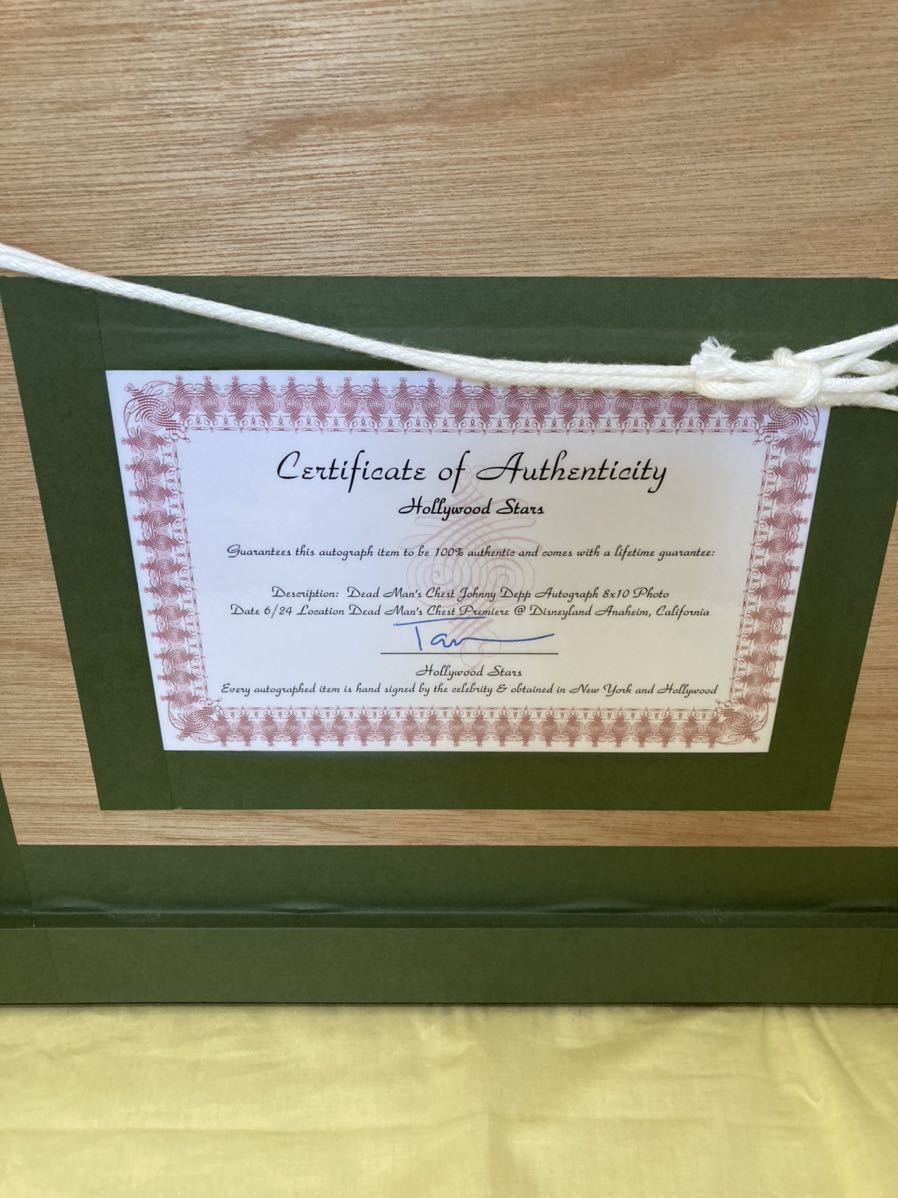 Certificate of Authenticity
Hollywood Stars
Guarantees this autograph item to be 100% authentic and comes with a lifetime guarantee:
Description: Dead Man's Chest Johnny Depp Autograph 8x10 Photo
Date 6/24 Location Dead Man's Chest Premiere @ Disneyland Anaheim, California
Hollywood Stars
Every autographed item is hand signed by the celebrity & obtained in New York and Hollywood